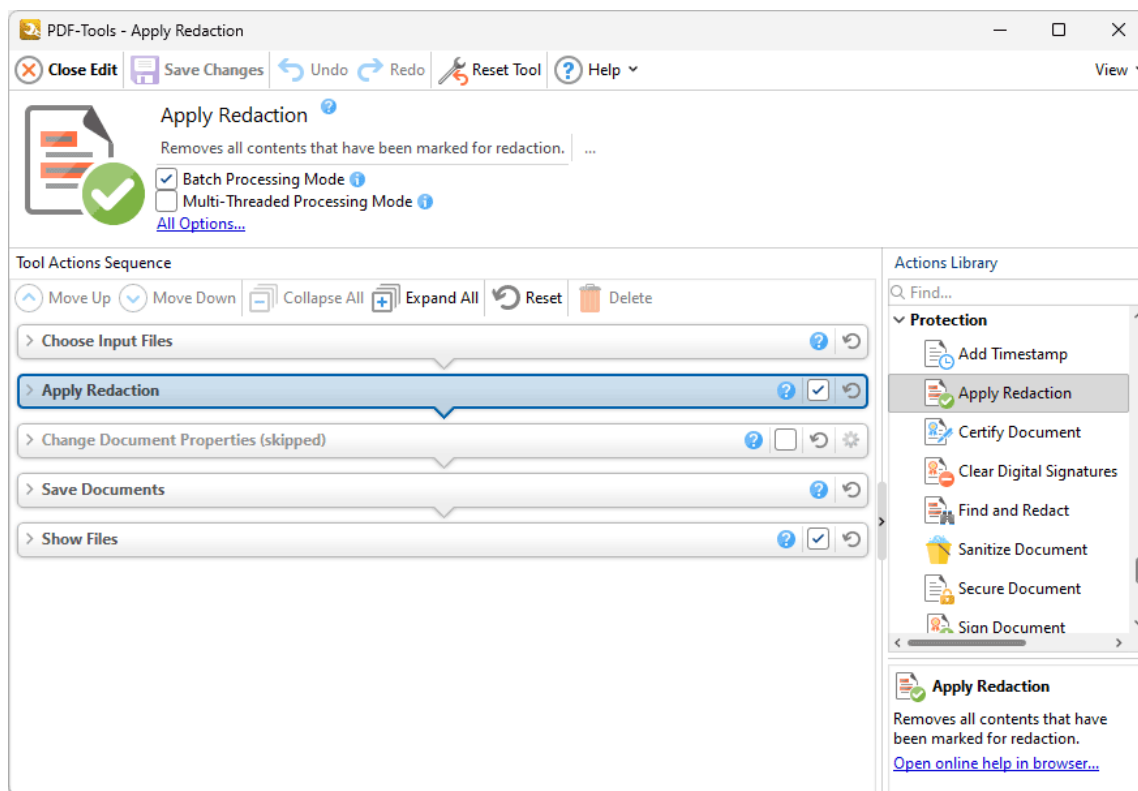 PDF-Tools - Apply Redaction
Close Edit Save Changes Undo Redo Reset Tool Help View
Apply Redaction
Removes all contents that have been marked for redaction. ...
Batch Processing Mode
Multi-Threaded Processing Mode
All Options...
Tool Actions Sequence
Move Up Move Down Collapse All Expand All Reset Delete
Choose Input Files
Apply Redaction
Change Document Properties (skipped)
Save Documents
Show Files
Actions Library
Find...
Protection
Add Timestamp
Apply Redaction
Certify Document
Clear Digital Signatures
Find and Redact
Sanitize Document
Secure Document
Sign Document
Apply Redaction
Removes all contents that have
been marked for redaction.
Open online help in browser...